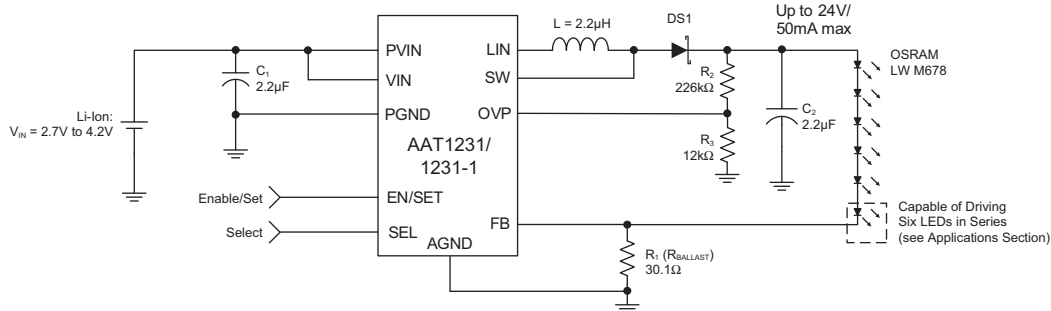 L = 2.2µH
DS1
Up to 24V/
50mA max
PVIN
LIN
OSRAM
LW M678
VIN
SW
C₁
2.2µF
R₂
226kΩ
C₂
2.2µF
Li-Ion:
V_IN = 2.7V to 4.2V
PGND
OVP
AAT1231/
1231-1
R₃
12kΩ
Enable/Set
EN/SET
Select
SEL
FB
AGND
R₁ (R_BALLAST)
30.1Ω
Capable of Driving
Six LEDs in Series
(see Applications Section)